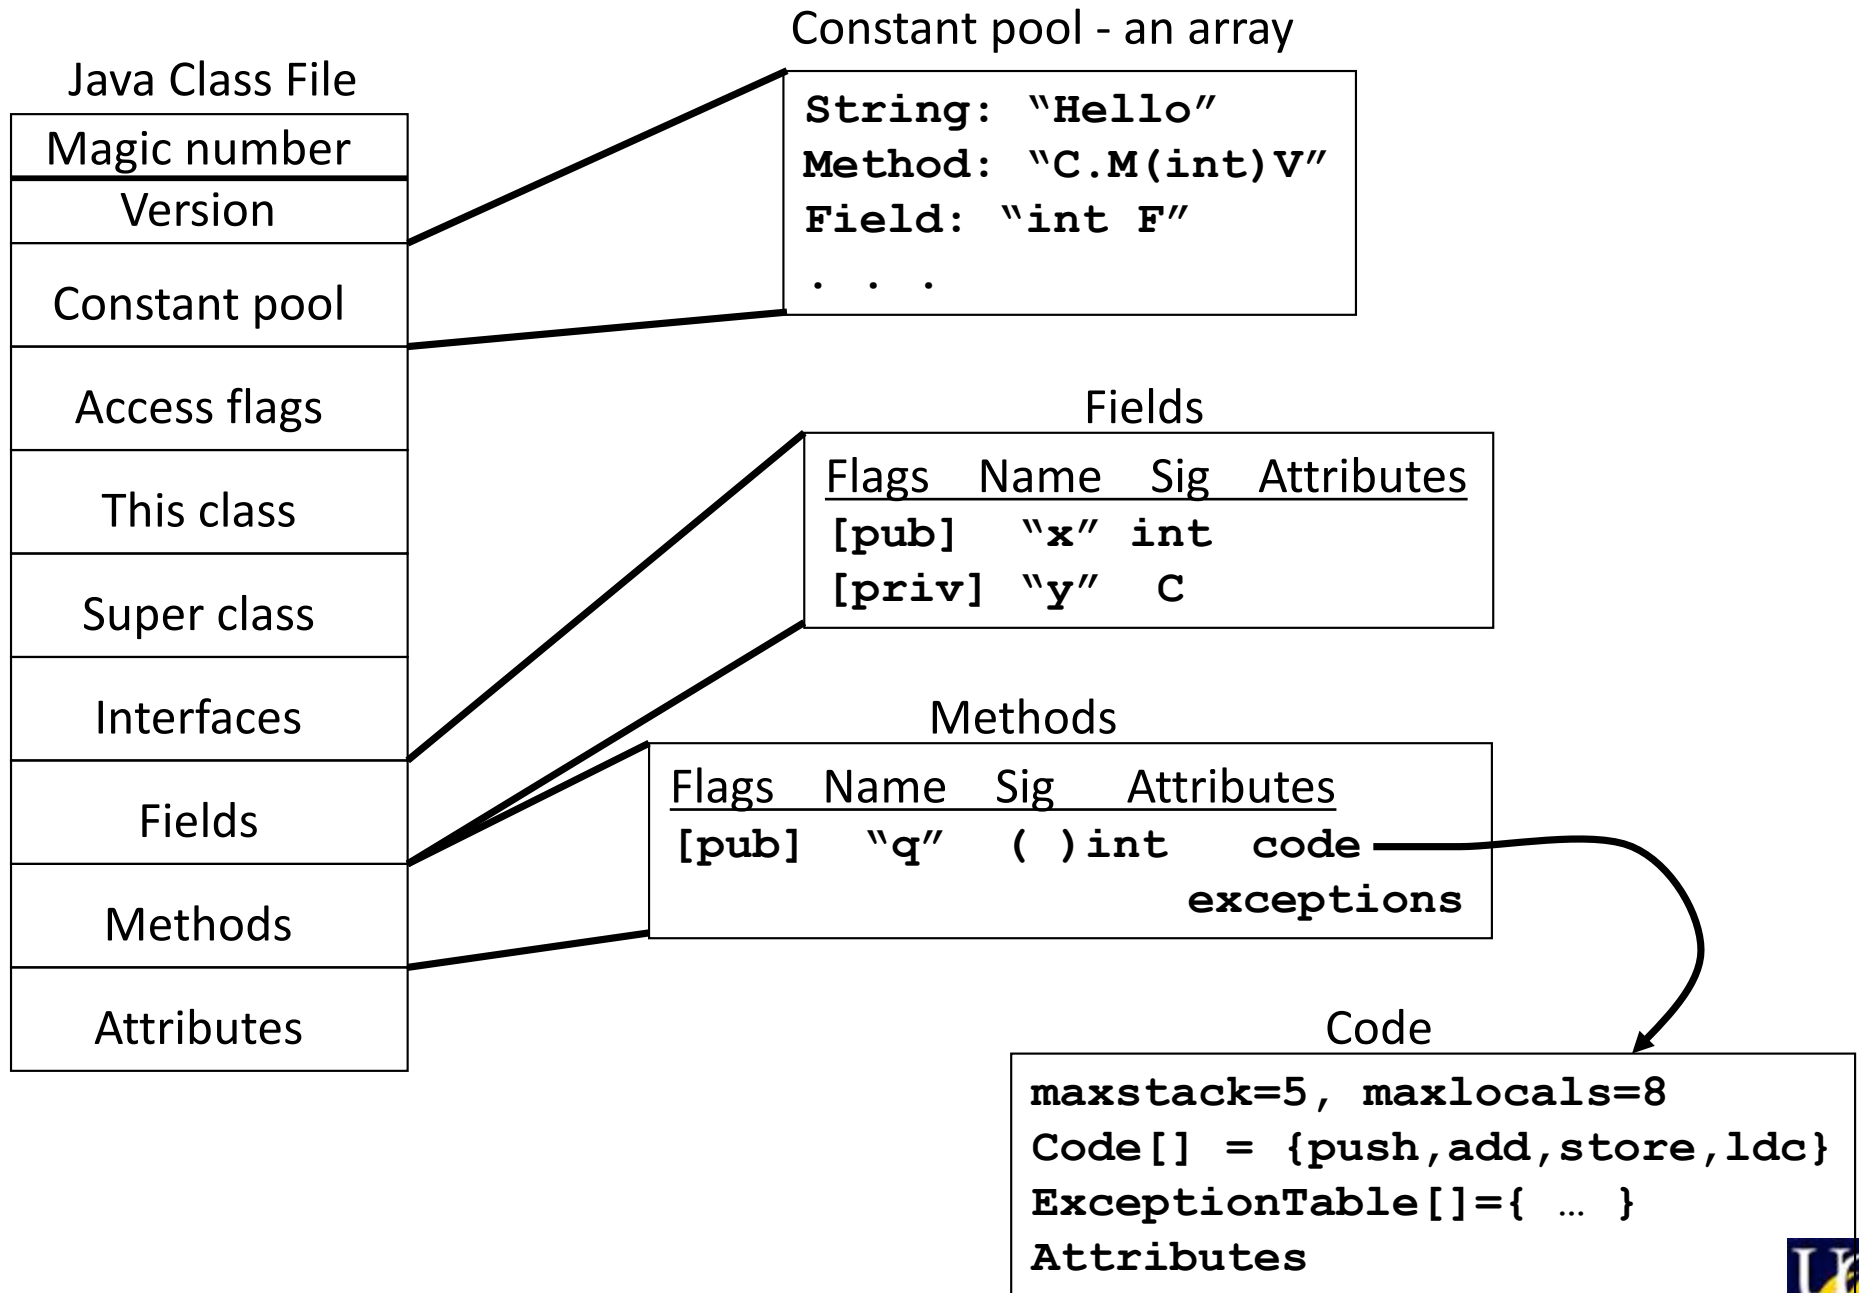 Java Class File
Magic number
Version
Constant pool
Access flags
This class
Super class
Interfaces
Fields
Methods
Attributes
Constant pool - an array
String: “Hello”
Method: “C.M(int)V”
Field: “int F”
. . .
Fields
Flags Name Sig Attributes
[pub] “x” int
[priv] “y” C
Methods
Flags Name Sig Attributes
[pub] “q” ( )int code
exceptions
Code
maxstack=5, maxlocals=8
Code[] = {push,add,store,ldc}
ExceptionTable[]={ … }
Attributes